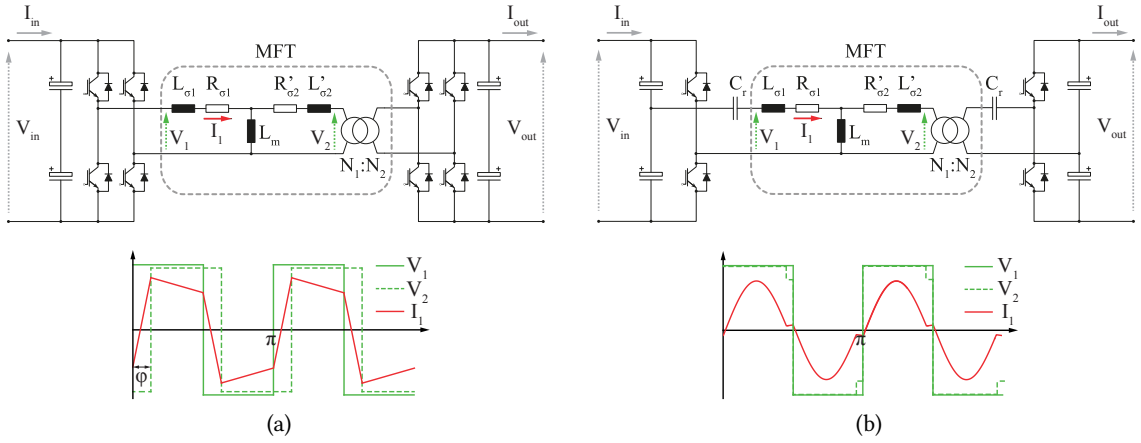 I_in I_out
MFT
L_σ1 R_σ1 R'_σ2 L'_σ2
V_in V_1 I_1 L_m V_2 V_out
N_1:N_2
V_1
V_2
I_1
π
φ
(a)
I_in I_out
MFT
C_r L_σ1 R_σ1 R'_σ2 L'_σ2 C_r
V_in V_1 I_1 L_m V_2 V_out
N_1:N_2
V_1
V_2
I_1
π
(b)